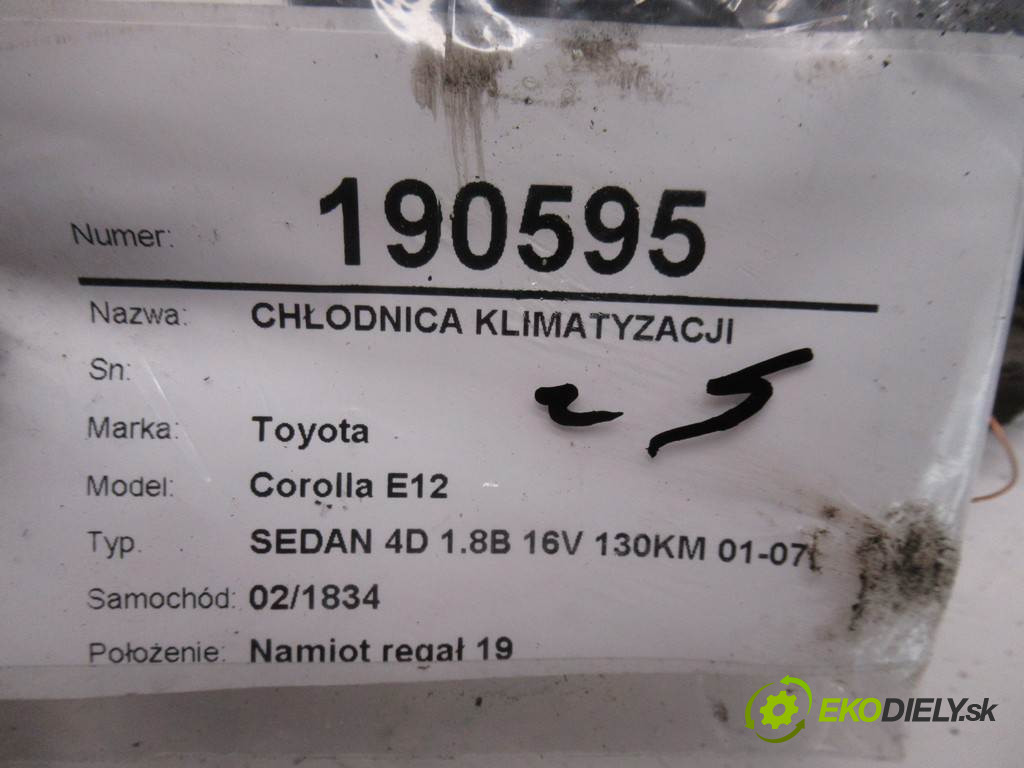 Numer: 190595
Nazwa: CHŁODNICA KLIMATYZACJI
Sn:
25
Marka: Toyota
Model: Corolla E12
Typ. SEDAN 4D 1.8B 16V 130KM 01-07
Samochód: 02/1834
Położenie: Namiot regał 19
EKODIELY.sk